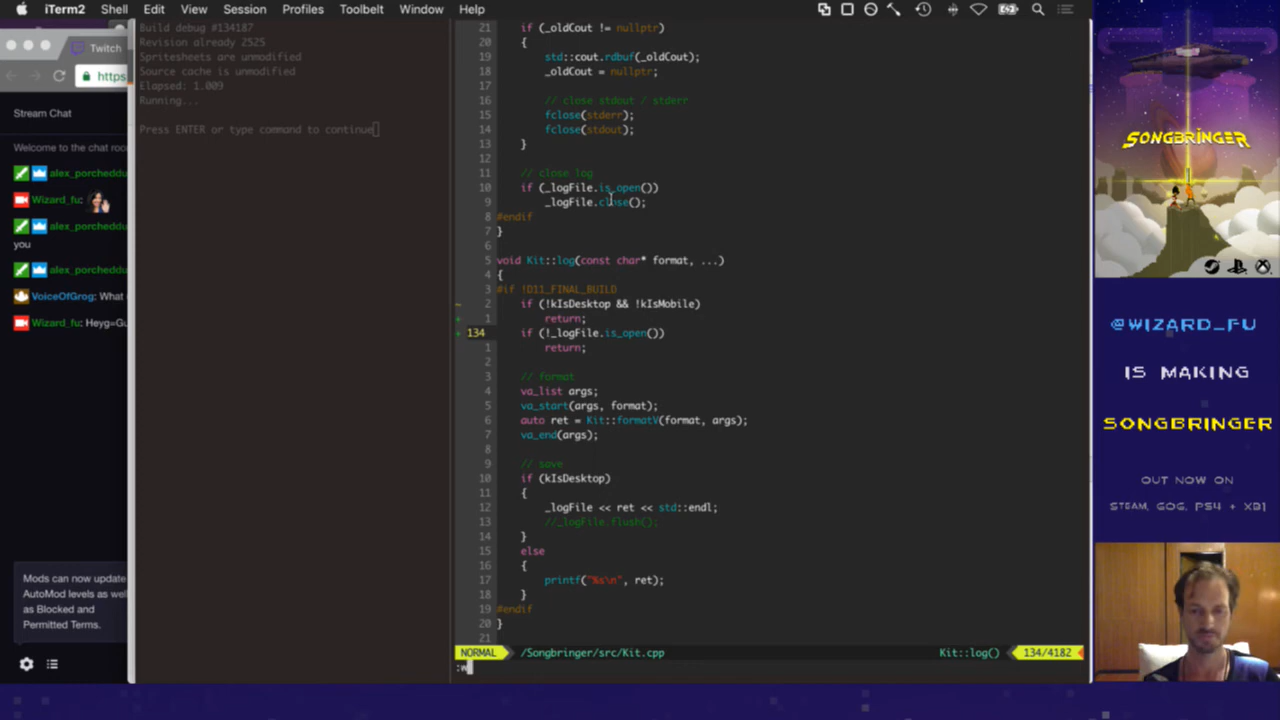 iTerm2 Shell Edit View Session Profiles Toolbelt Window Help
Twitch
https
Stream Chat
Welcome to the chat roo
alex_porcheddu
Wizard_fu:
alex_porcheddu
you
alex_porcheddu
VoiceOfGrog: What
Wizard_fu: Heyg=Gu
Mods can now update
AutoMod levels as well
as Blocked and
Permitted Terms.
Build debug #134187
Revision already 2525
Spritesheets are unmodified
Source cache is unmodified
Elapsed: 1.009
Running...
Press ENTER or type command to continue
21 if (_oldCout != nullptr)
20 {
19 std::cout.rdbuf(_oldCout);
18 _oldCout = nullptr;
17
16 // close stdout / stderr
15 fclose(stderr);
14 fclose(stdout);
13 }
12
11 // close log
10 if (_logFile.is_open())
9 _logFile.close();
8 #endif
7 }
6
5 void Kit::log(const char* format, ...)
4 {
3 #if !D11_FINAL_BUILD
~ 2 if (!kIsDesktop && !kIsMobile)
+ 1 return;
+ 134 if (!_logFile.is_open())
1 return;
2
3 // format
4 va_list args;
5 va_start(args, format);
6 auto ret = Kit::formatV(format, args);
7 va_end(args);
8
9 // save
10 if (kIsDesktop)
11 {
12 _logFile << ret << std::endl;
13 //_logFile.flush();
14 }
15 else
16 {
17 printf("%s\n", ret);
18 }
19 #endif
20 }
21
NORMAL /Songbringer/src/Kit.cpp Kit::log() 134/4182
:w
SONGBRINGER
@WIZARD_FU
IS MAKING
SONGBRINGER
OUT NOW ON
STEAM, GOG, PS4 + XB1